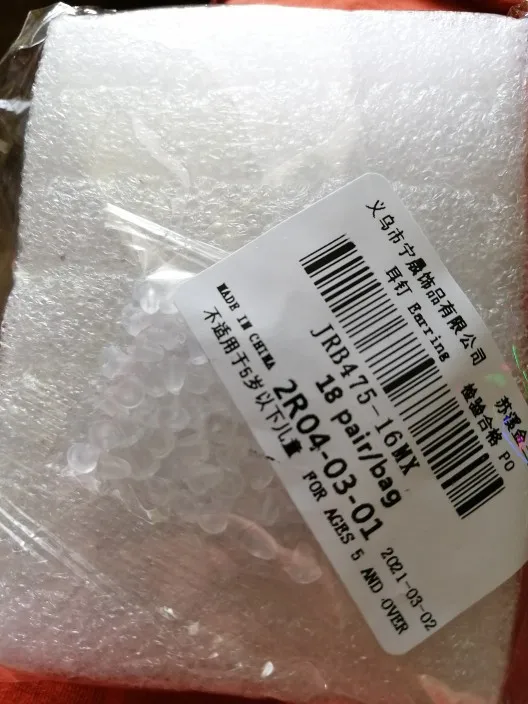 义乌市宁晟饰品有限公司
耳钉 Earring
苏溪
检验合格 PO
JRB475-16MX
18 pair/bag
2R04-03-01
2021-03-02
MADE IN CHINA
不适用于5岁以下儿童
FOR AGES 5 AND OVER